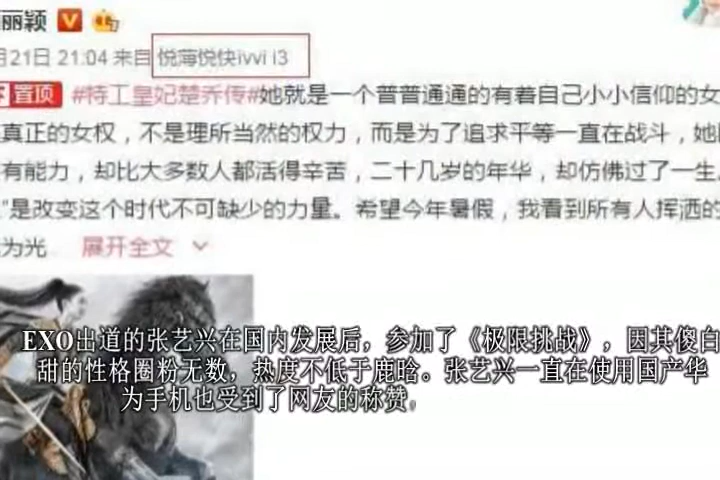 丽颖
月21日 21:04 来自 悦薄悦快ivvi i3
置顶 #特工皇妃楚乔传#她就是一个普普通通的有着自己小小信仰的女
真正的女权，不是理所当然的权力，而是为了追求平等一直在战斗，她
有能力，却比大多数人都活得辛苦，二十几岁的年华，却仿佛过了一生
”是改变这个时代不可缺少的力量。希望今年暑假，我看到所有人挥洒的
为光 展开全文
EXO出道的张艺兴在国内发展后，参加了《极限挑战》，因其傻白
甜的性格圈粉无数，热度不低于鹿晗。张艺兴一直在使用国产华
为手机也受到了网友的称赞，